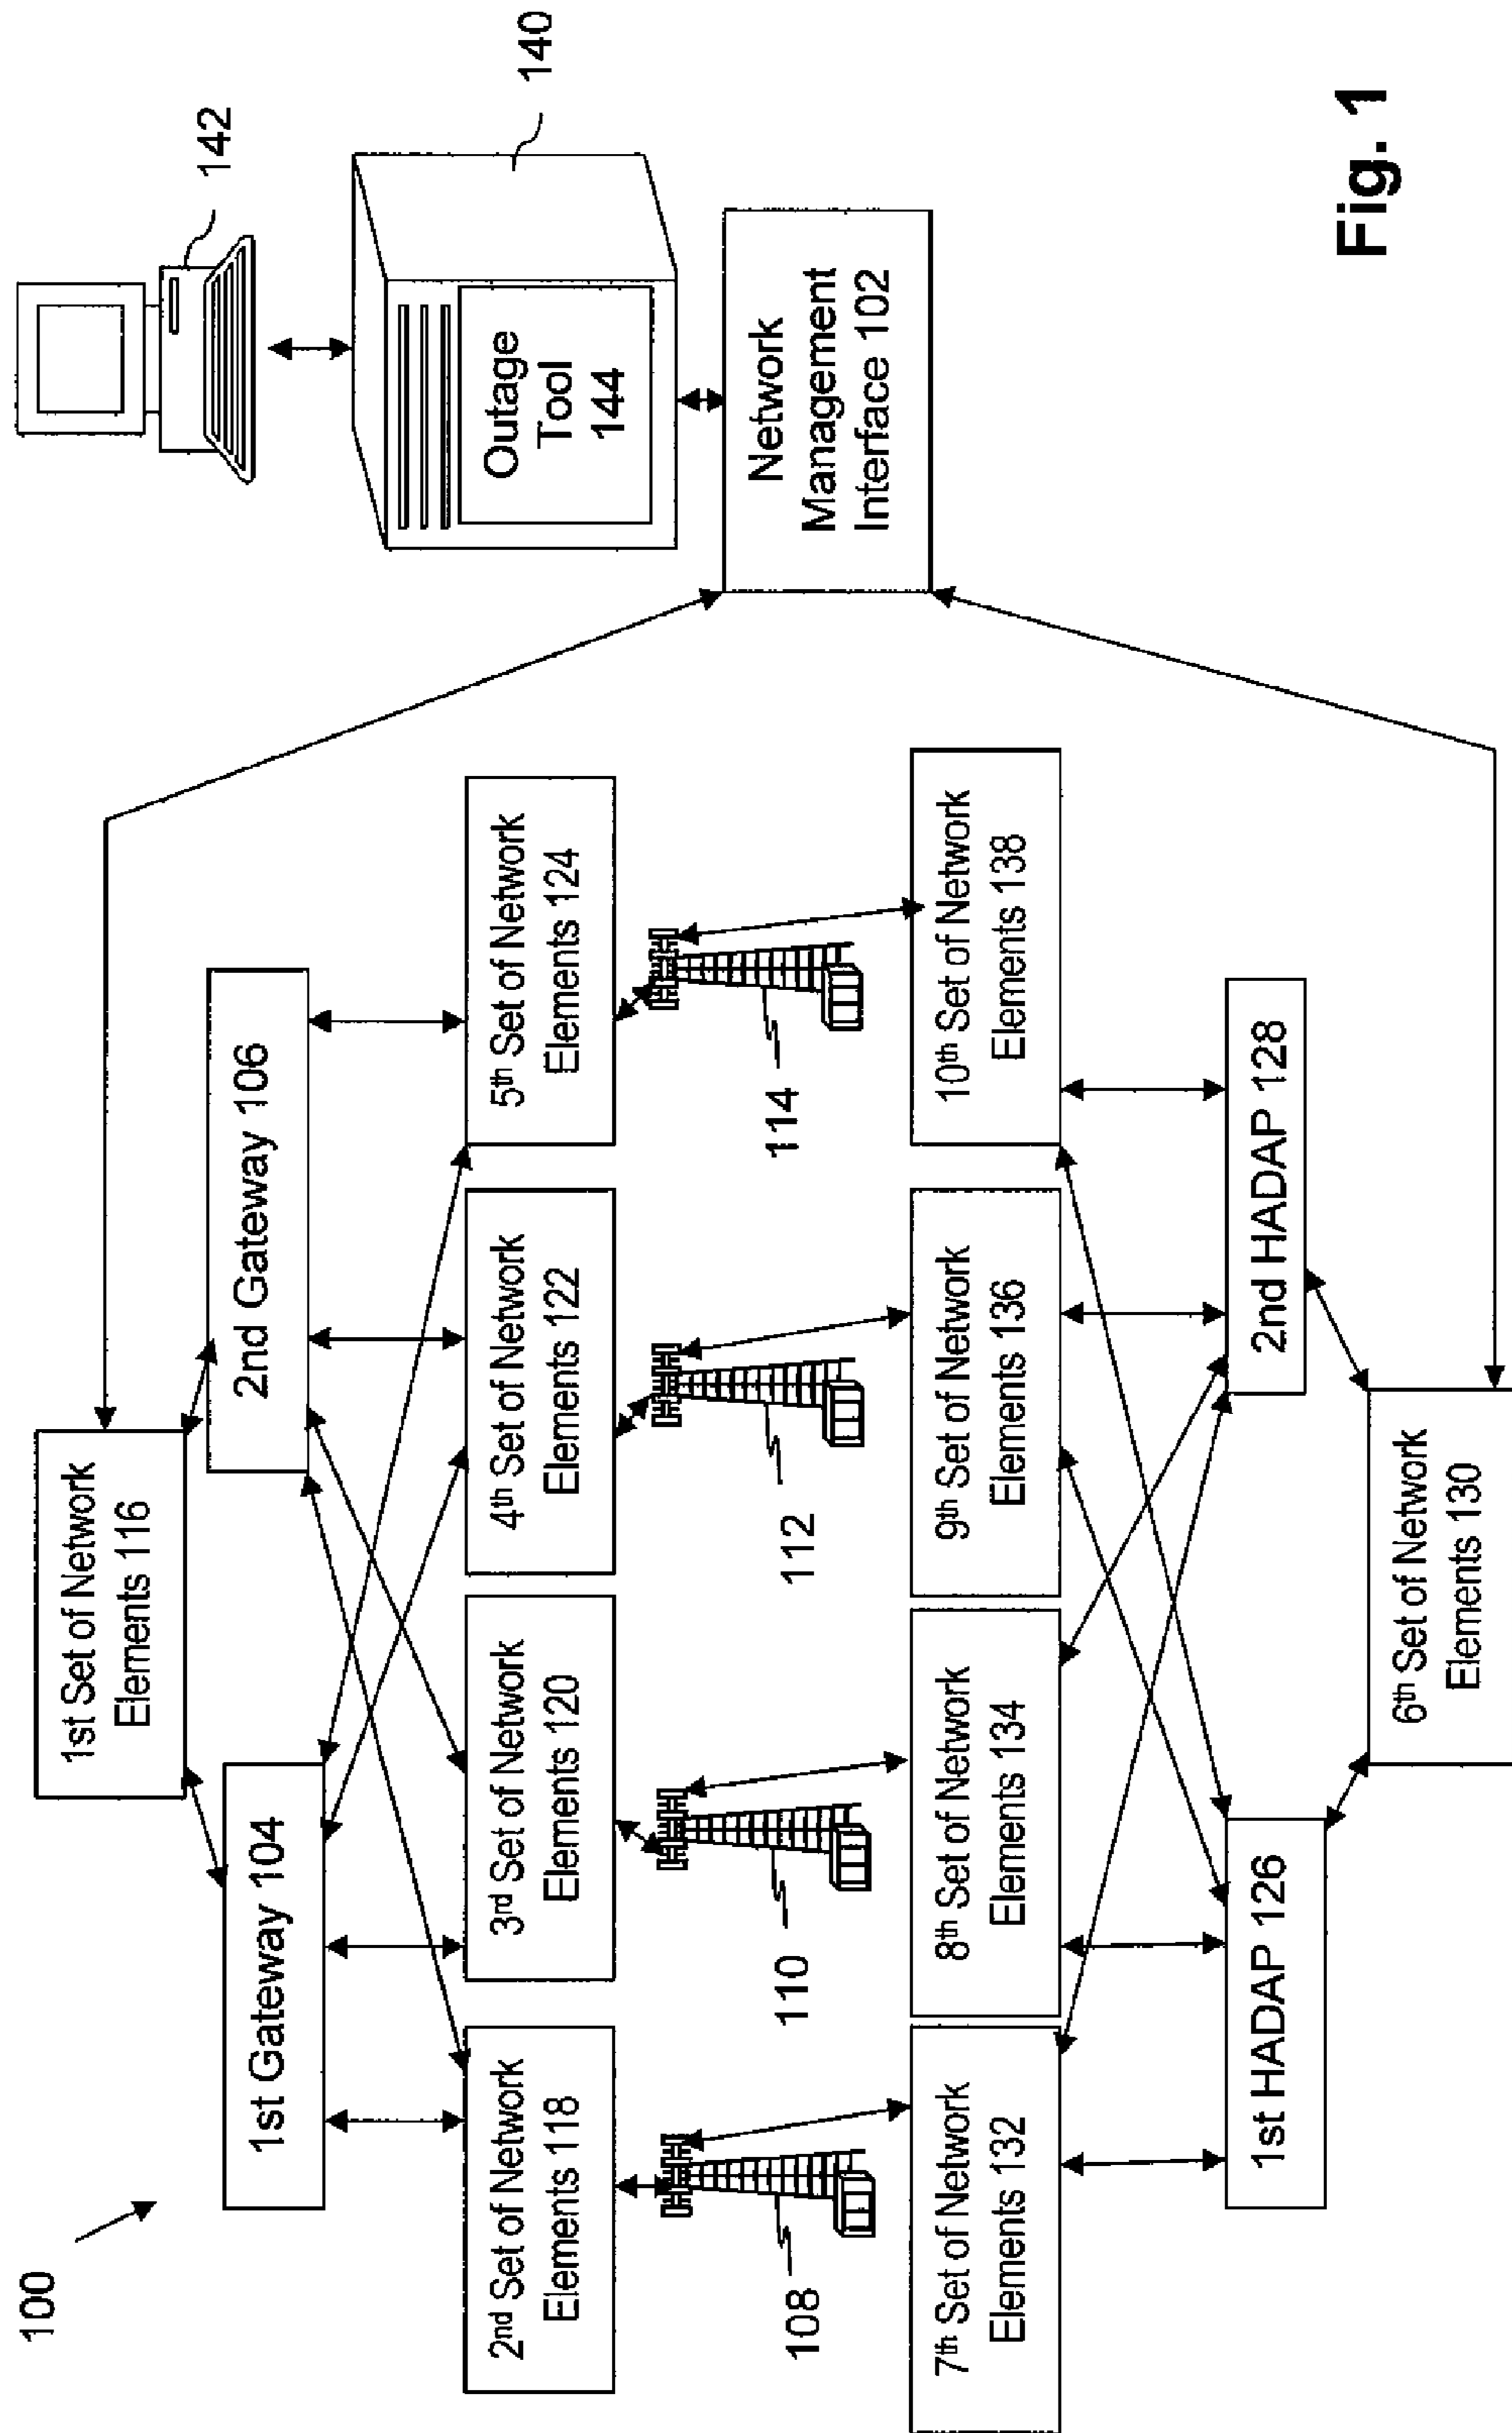 100
1st Set of Network
Elements 116
1st Gateway 104
2nd Gateway 106
2nd Set of Network
Elements 118
3rd Set of Network
Elements 120
4th Set of Network
Elements 122
5th Set of Network
Elements 124
108
110
112
114
7th Set of Network
Elements 132
8th Set of Network
Elements 134
9th Set of Network
Elements 136
10th Set of Network
Elements 138
1st HADAP 126
2nd HADAP 128
6th Set of Network
Elements 130
142
140
Outage
Tool
144
Network
Management
Interface 102
Fig. 1